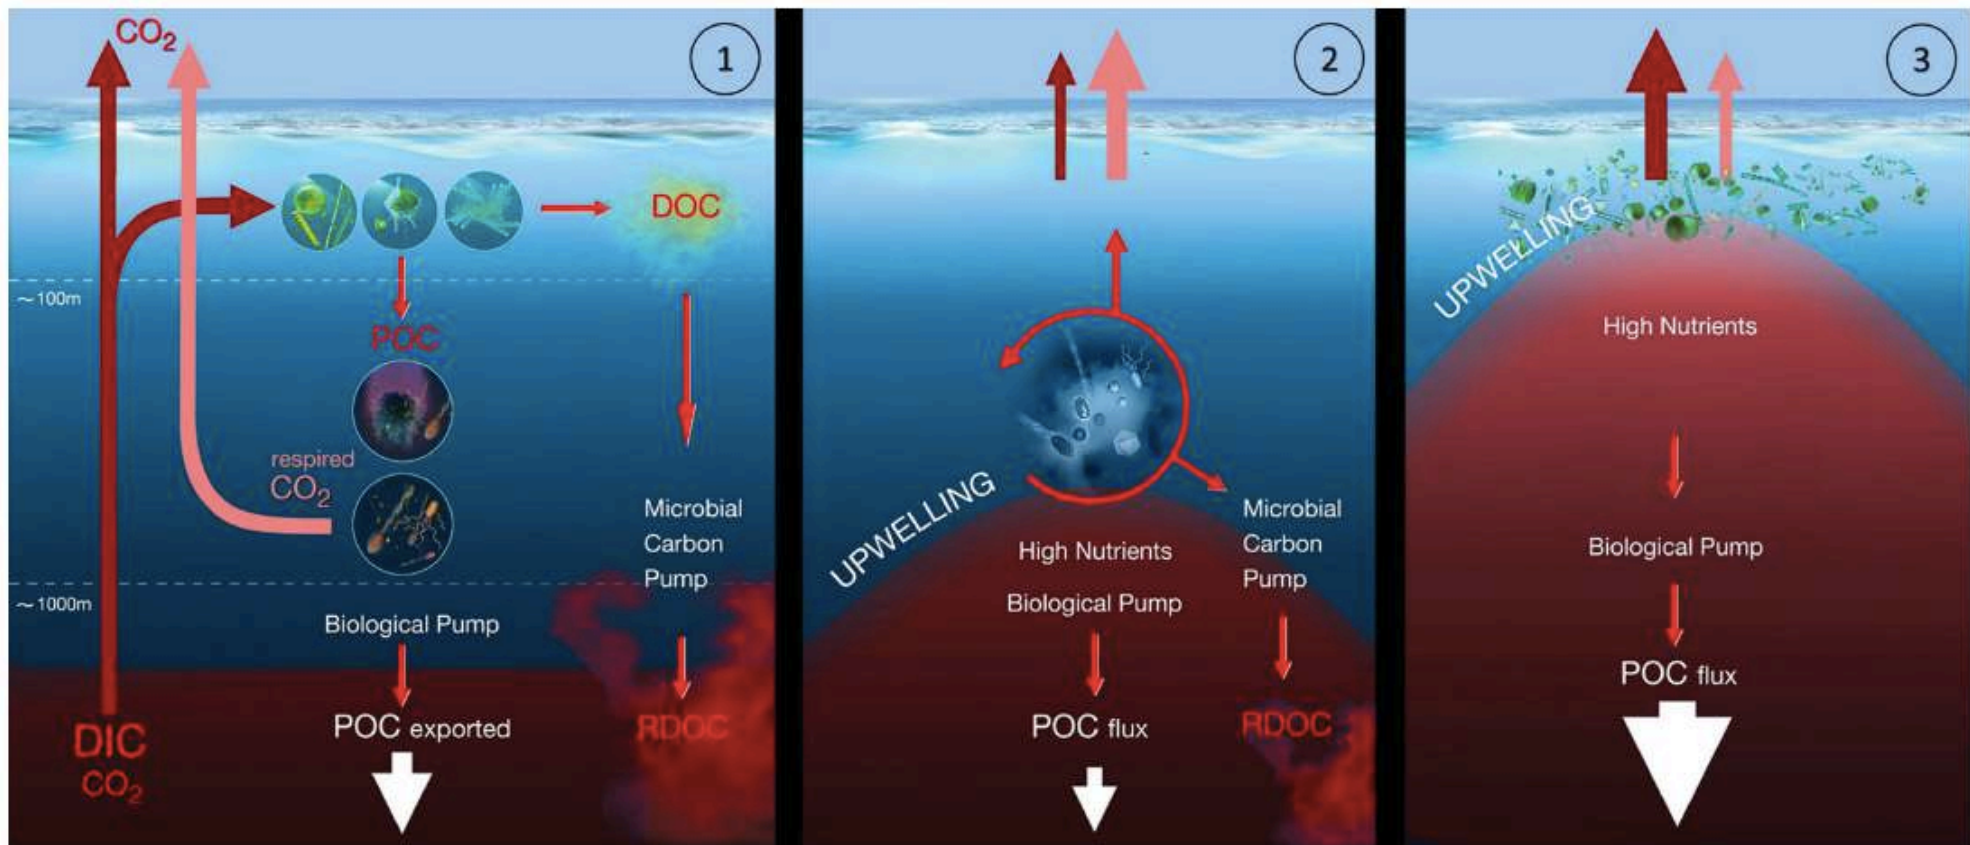 CO₂
1
DOC
~100m
POC
respired
CO₂
Microbial
Carbon
Pump
~1000m
Biological Pump
DIC
CO₂
POC exported
RDOC
2
UPWELLING
High Nutrients
Biological Pump
Microbial
Carbon
Pump
POC flux
RDOC
3
UPWELLING
High Nutrients
Biological Pump
POC flux